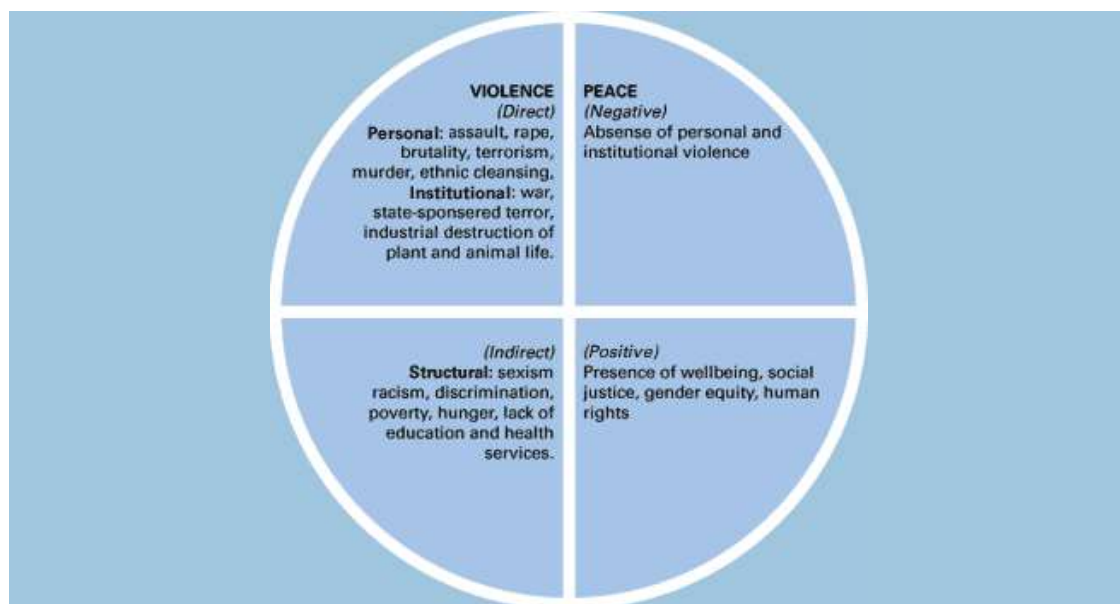 VIOLENCE
(Direct)
Personal: assault, rape,
brutality, terrorism,
murder, ethnic cleansing,
Institutional: war,
state-sponsered terror,
industrial destruction of
plant and animal life.
PEACE
(Negative)
Absense of personal and
institutional violence
(Indirect)
Structural: sexism
racism, discrimination,
poverty, hunger, lack of
education and health
services.
(Positive)
Presence of wellbeing, social
justice, gender equity, human
rights